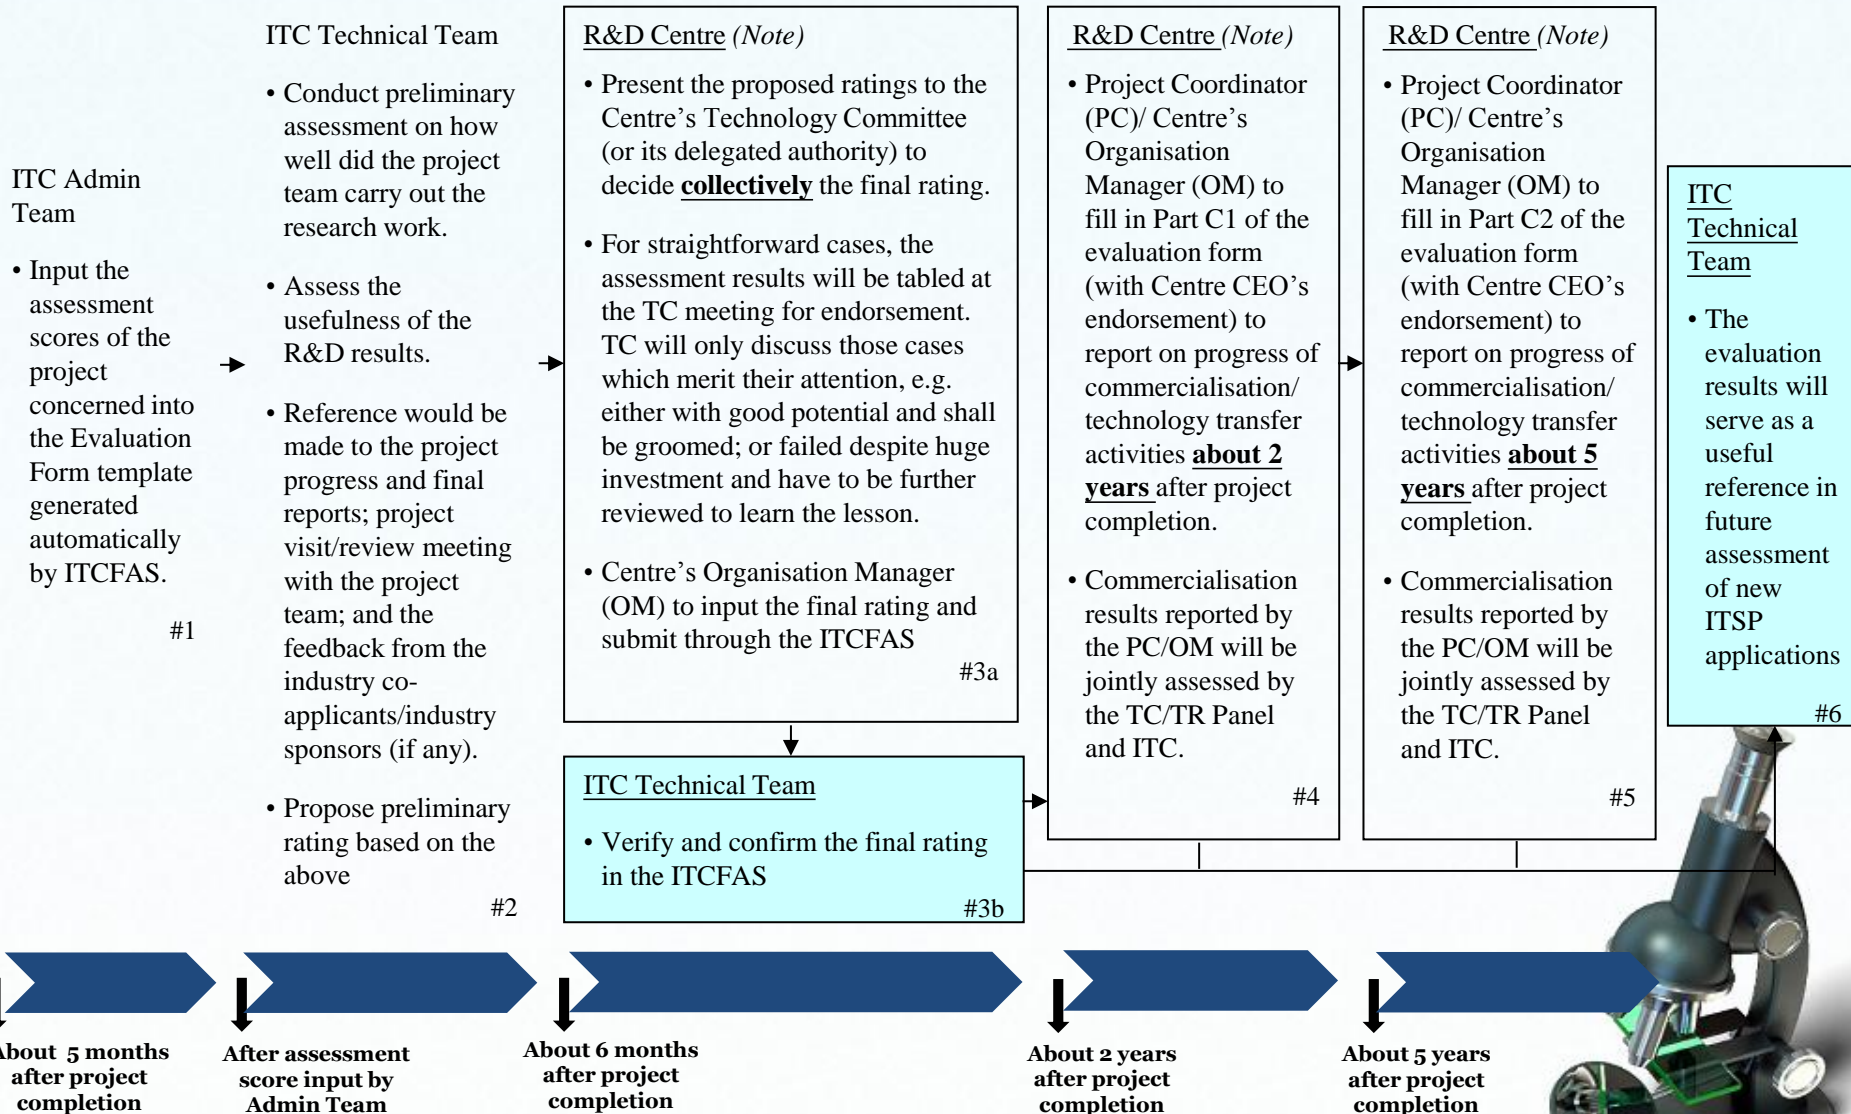 ITC Admin
Team
• Input the
assessment
scores of the
project
concerned into
the Evaluation
Form template
generated
automatically
by ITCFAS.
#1
ITC Technical Team
• Conduct preliminary
assessment on how
well did the project
team carry out the
research work.
• Assess the
usefulness of the
R&D results.
• Reference would be
made to the project
progress and final
reports; project
visit/review meeting
with the project
team; and the
feedback from the
industry co-
applicants/industry
sponsors (if any).
• Propose preliminary
rating based on the
above
#2
R&D Centre (Note)
• Present the proposed ratings to the
Centre’s Technology Committee
(or its delegated authority) to
decide collectively the final rating.
• For straightforward cases, the
assessment results will be tabled at
the TC meeting for endorsement.
TC will only discuss those cases
which merit their attention, e.g.
either with good potential and shall
be groomed; or failed despite huge
investment and have to be further
reviewed to learn the lesson.
• Centre’s Organisation Manager
(OM) to input the final rating and
submit through the ITCFAS
#3a
ITC Technical Team
• Verify and confirm the final rating
in the ITCFAS
#3b
R&D Centre (Note)
• Project Coordinator
(PC)/ Centre’s
Organisation
Manager (OM) to
fill in Part C1 of the
evaluation form
(with Centre CEO’s
endorsement) to
report on progress of
commercialisation/
technology transfer
activities about 2
years after project
completion.
• Commercialisation
results reported by
the PC/OM will be
jointly assessed by
the TC/TR Panel
and ITC.
#4
R&D Centre (Note)
• Project Coordinator
(PC)/ Centre’s
Organisation
Manager (OM) to
fill in Part C2 of the
evaluation form
(with Centre CEO’s
endorsement) to
report on progress of
commercialisation/
technology transfer
activities about 5
years after project
completion.
• Commercialisation
results reported by
the PC/OM will be
jointly assessed by
the TC/TR Panel
and ITC.
#5
ITC
Technical
Team
• The
evaluation
results will
serve as a
useful
reference in
future
assessment
of new
ITSP
applications
#6
About 5 months
after project
completion
After assessment
score input by
Admin Team
About 6 months
after project
completion
About 2 years
after project
completion
About 5 years
after project
completion